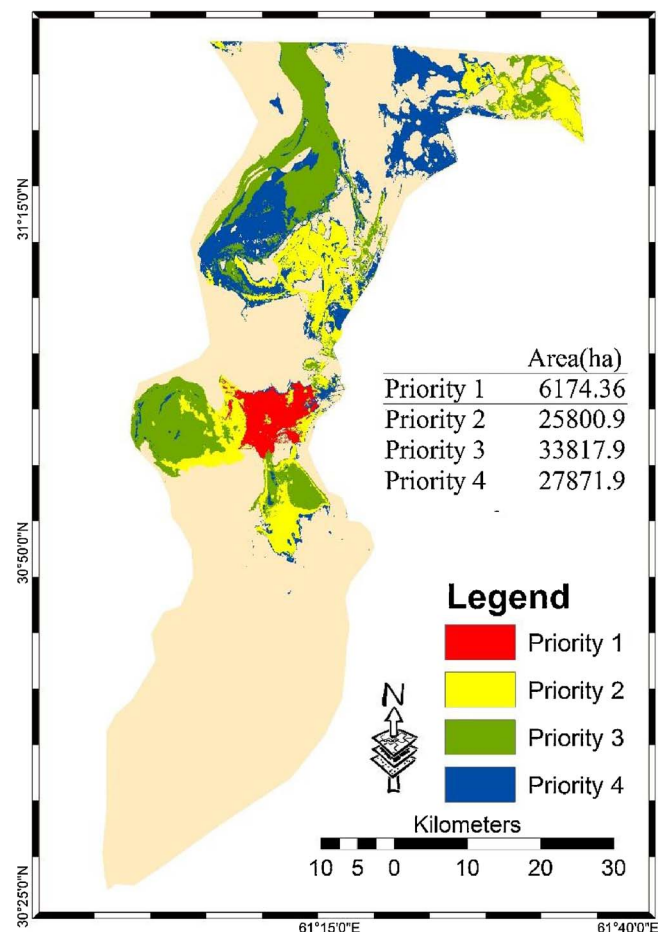 31°15'0"N
Area(ha)
Priority 1 6174.36
Priority 2 25800.9
Priority 3 33817.9
Priority 4 27871.9
30°50'0"N
Legend
Priority 1
Priority 2
Priority 3
Priority 4
N
Kilometers
10 5 0 10 20 30
30°25'0"N
61°15'0"E 61°40'0"E